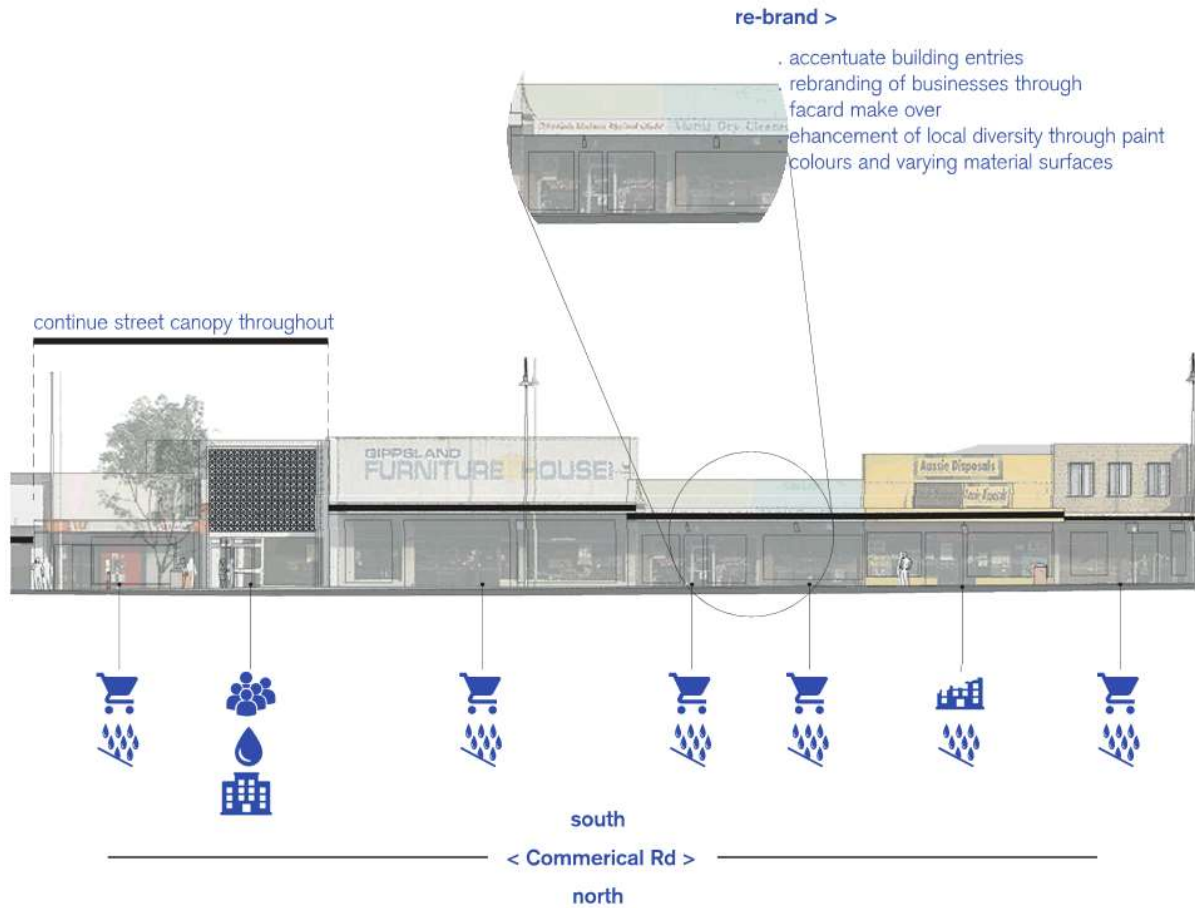 re-brand >
. accentuate building entries
. rebranding of businesses through
facard make over
. ehancement of local diversity through paint
colours and varying material surfaces
continue street canopy throughout
GIPPSLAND
FURNITURE HOUSE
Aussie Disposals
south
< Commerical Rd >
north